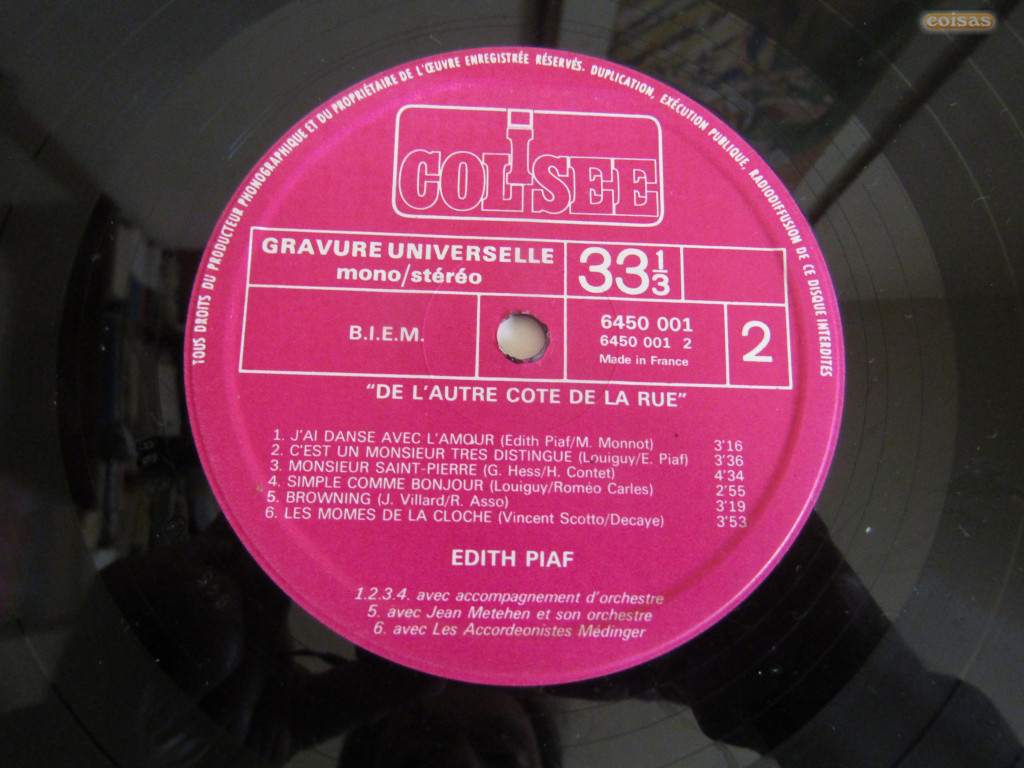 coisas
TOUS DROITS DU PRODUCTEUR PHONOGRAPHIQUE ET DU PROPRIÉTAIRE DE L'ŒUVRE ENREGISTRÉE RÉSERVÉS. DUPLICATION, EXÉCUTION PUBLIQUE, RADIODIFFUSION DE CE DISQUE INTERDITES
COLISEE
GRAVURE UNIVERSELLE
mono/stéréo
33 1/3
B.I.E.M.
6450 001
6450 001 2
Made in France
2
"DE L'AUTRE COTE DE LA RUE"
1. J'AI DANSE AVEC L'AMOUR (Edith Piaf/M. Monnot) 3'16
2. C'EST UN MONSIEUR TRES DISTINGUE (Louiguy/E. Piaf) 3'36
3. MONSIEUR SAINT-PIERRE (G. Hess/H. Contet) 4'34
4. SIMPLE COMME BONJOUR (Louiguy/Roméo Carles) 2'55
5. BROWNING (J. Villard/R. Asso) 3'19
6. LES MOMES DE LA CLOCHE (Vincent Scotto/Decaye) 3'53
EDITH PIAF
1.2.3.4. avec accompagnement d'orchestre
5. avec Jean Metehen et son orchestre
6. avec Les Accordeonistes Médinger